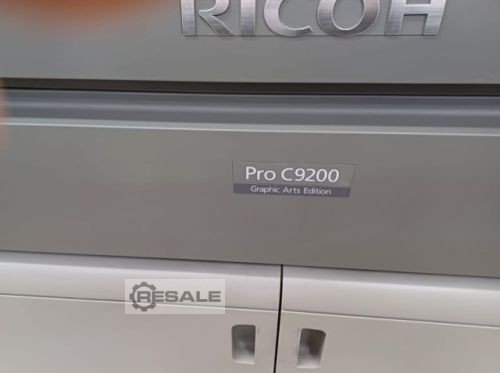 RICOH
Pro C9200
Graphic Arts Edition
RESALE